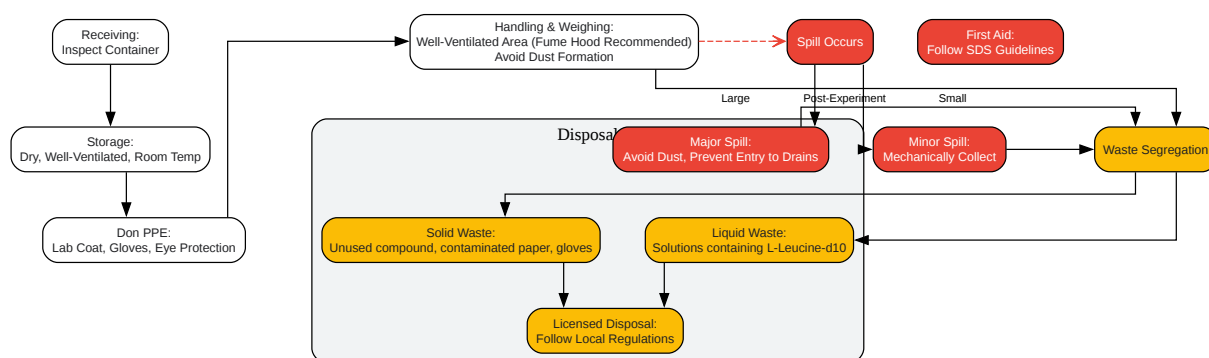 Receiving:
Inspect Container
Handling & Weighing:
Well-Ventilated Area (Fume Hood Recommended)
Avoid Dust Formation
Spill Occurs
First Aid:
Follow SDS Guidelines
Large
Post-Experiment
Small
Storage:
Dry, Well-Ventilated, Room Temp
Disposal
Major Spill:
Avoid Dust, Prevent Entry to Drains
Minor Spill:
Mechanically Collect
Waste Segregation
Don PPE:
Lab Coat, Gloves, Eye Protection
Solid Waste:
Unused compound, contaminated paper, gloves
Liquid Waste:
Solutions containing L-Leucine-d10
Licensed Disposal:
Follow Local Regulations